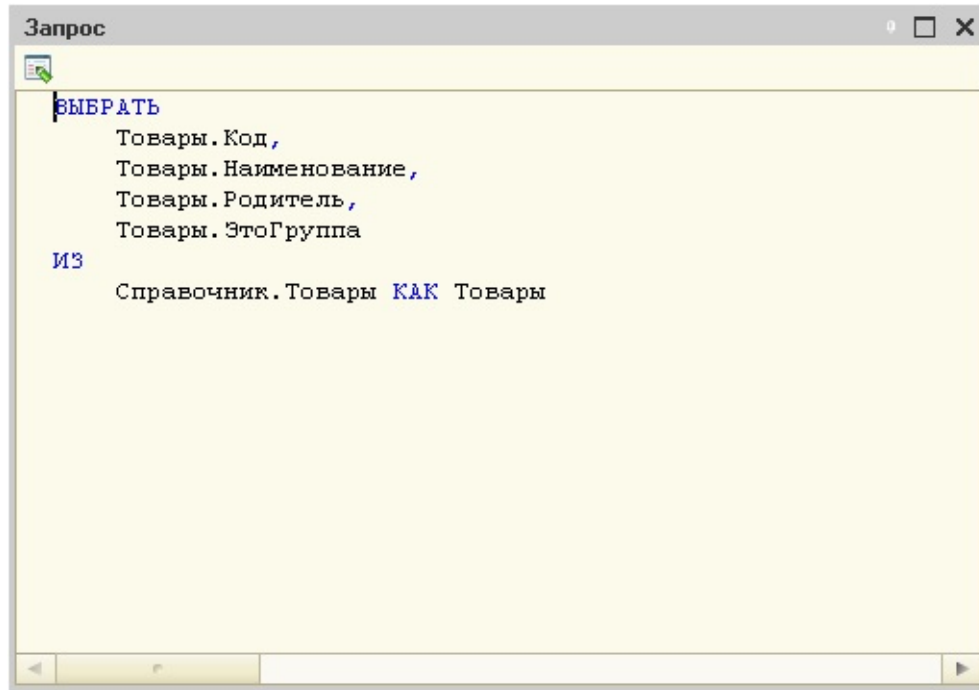 Запрос
ВЫБРАТЬ
Товары.Код,
Товары.Наименование,
Товары.Родитель,
Товары.ЭтоГруппа
ИЗ
Справочник.Товары КАК Товары